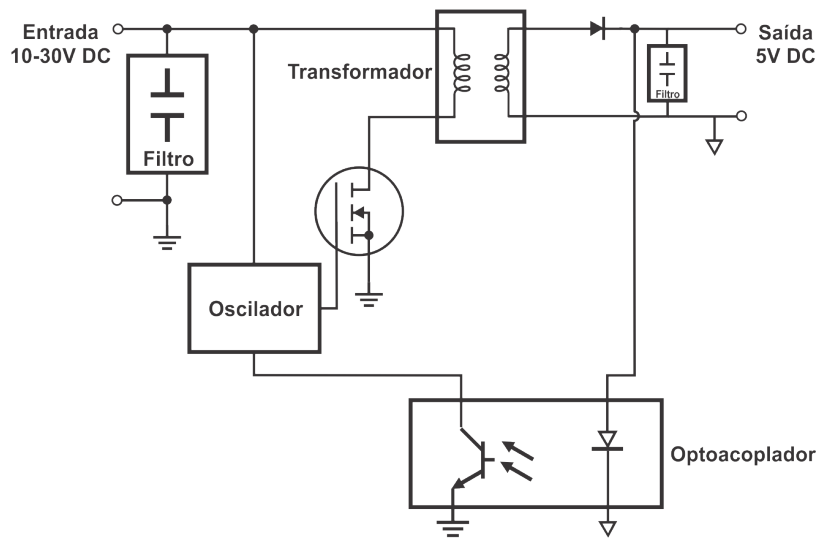 Entrada
10-30V DC
Filtro
Transformador
Saída
5V DC
Filtro
Oscilador
Optoacoplador